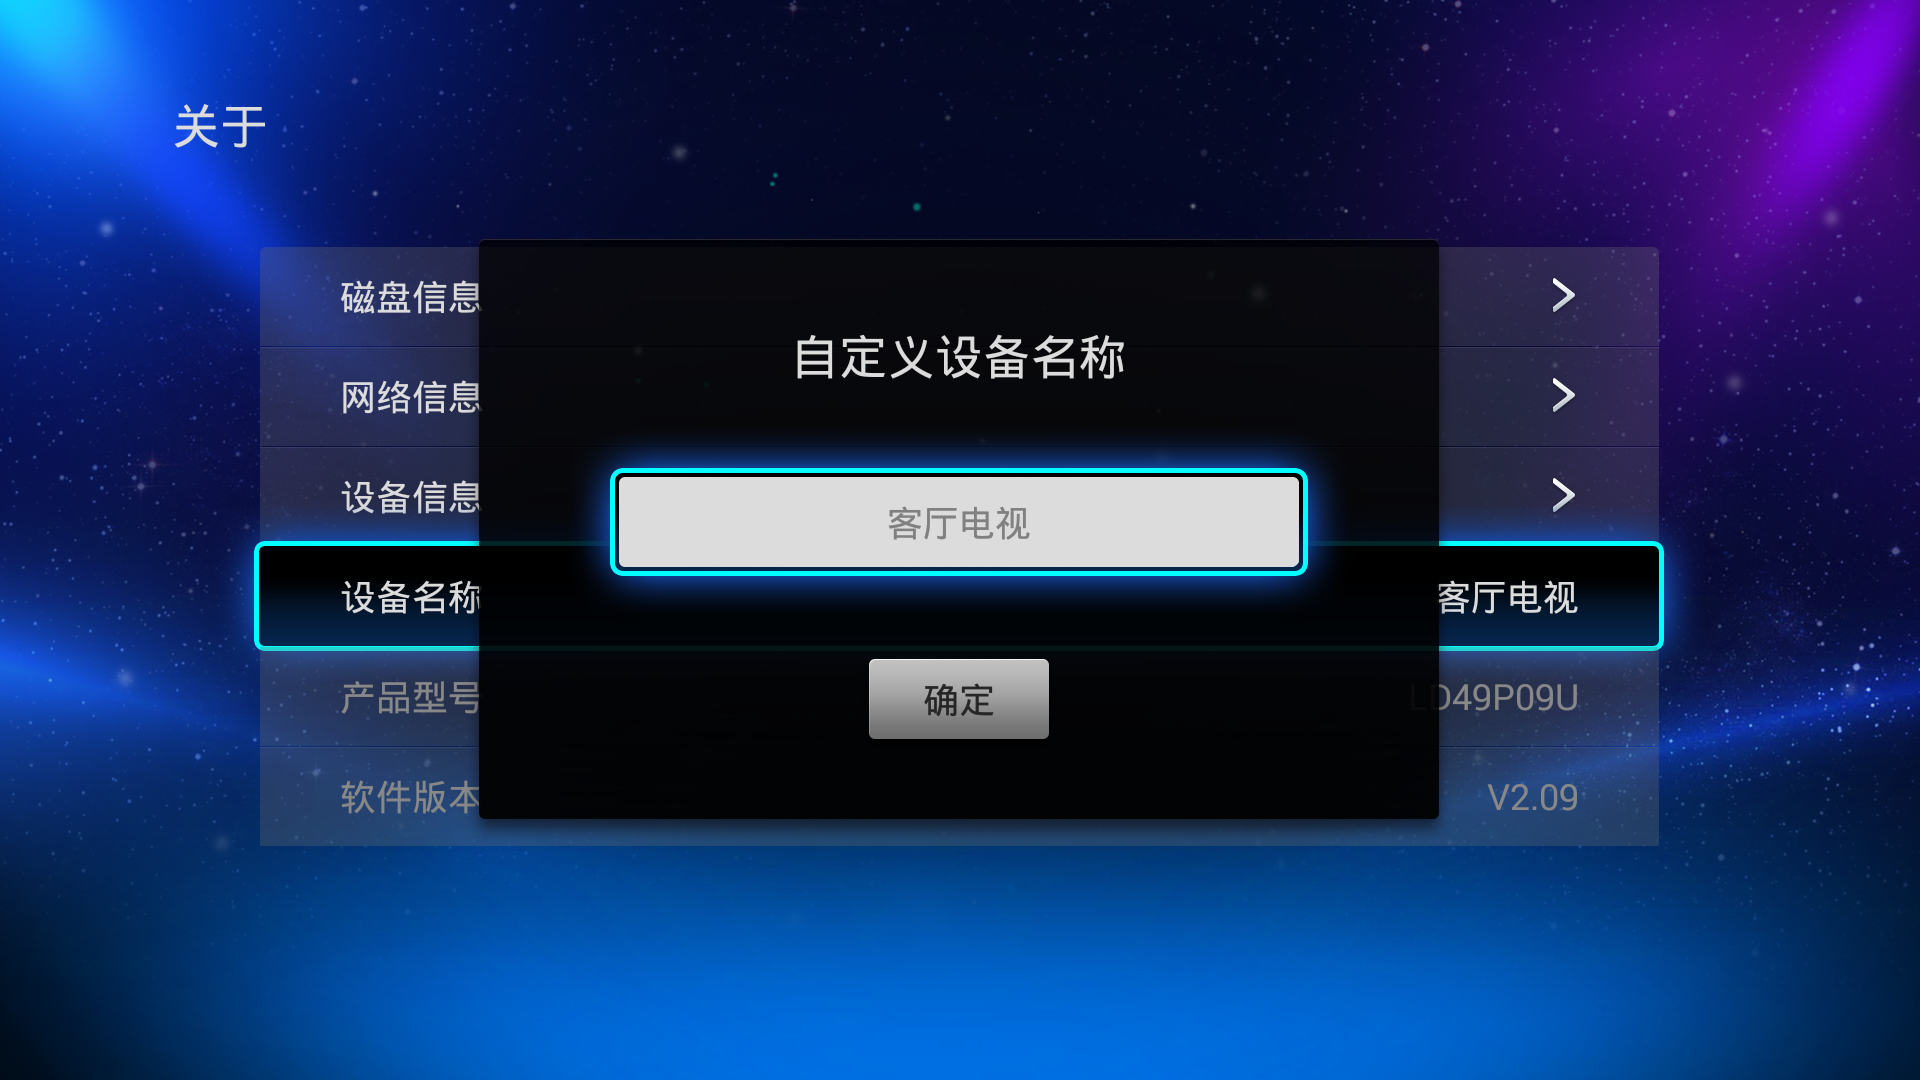 关于
磁盘信息
网络信息
设备信息
设备名称 客厅电视
产品型号 LD49P09U
软件版本 V2.09
自定义设备名称
客厅电视
确定